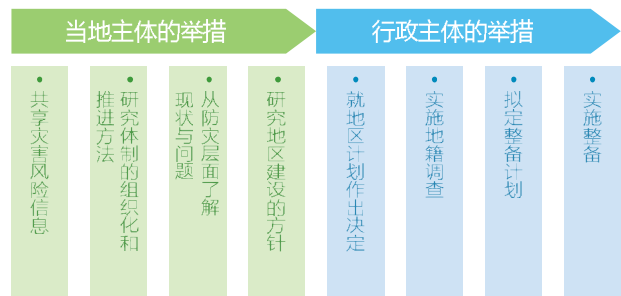 当地主体的举措
行政主体的举措
共享灾害风险信息
研究体制的组织化和
推进方法
从防灾层面了解
现状与问题
研究地区建设的方针
就地区计划作出决定
实施地籍调查
拟定整备计划
实施整备